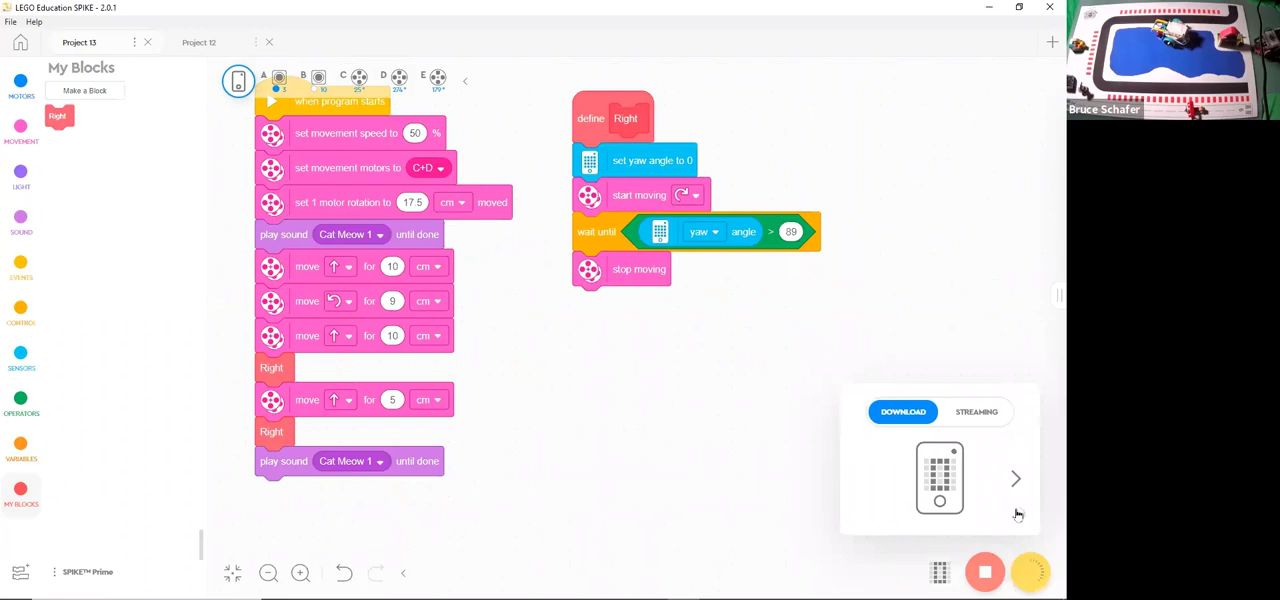 LEGO Education SPIKE - 2.0.1
File Help
Project 13
Project 12
My Blocks
Make a Block
Right
MOTORS
MOVEMENT
LIGHT
SOUND
EVENTS
CONTROL
SENSORS
OPERATORS
VARIABLES
MY BLOCKS
SPIKE™ Prime
A B C D E
3 10 25° 274° 179°
when program starts
set movement speed to 50 %
set movement motors to C+D
set 1 motor rotation to 17.5 cm moved
play sound Cat Meow 1 until done
move for 10 cm
move for 9 cm
move for 10 cm
Right
move for 5 cm
Right
play sound Cat Meow 1 until done
define Right
set yaw angle to 0
start moving
wait until yaw angle > 89
stop moving
DOWNLOAD STREAMING
Bruce Schafer